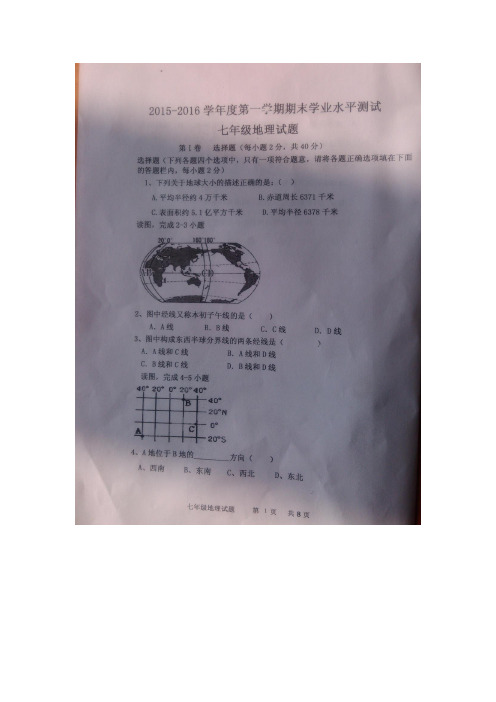 2015-2016 学年度第一学期期末学业水平测试
七年级地理试题
第Ⅰ卷 选择题(每小题2分,共40分)
选择题(下列各题四个选项中,只有一项符合题意,请将各题正确选项填在下面
的答题栏内,每小题2分)
1、下列关于地球大小的描述正确的是:( )
A.平均半径约4万千米 B.赤道周长6371千米
C.表面积约5.1亿平方千米 D.平均半径6378千米
读图,完成2-3小题
20° 0° 180° 160°
2、图中经线又称本初子午线的是( )
A、A线 B、B线 C、C线 D、D线
3、图中构成东西半球分界线的两条经线是( )
A、A线和C线 B、A线和D线
C、B线和C线 D、B线和D线
读图,完成4-5小题
40° 20° 0° 20° 40°
B 40°
20°N
A C 0°
20°S
4、A地位于B地的________方向( )
A、西南 B、东南 C、西北 D、东北
七年级地理试题 第 1 页 共 8 页